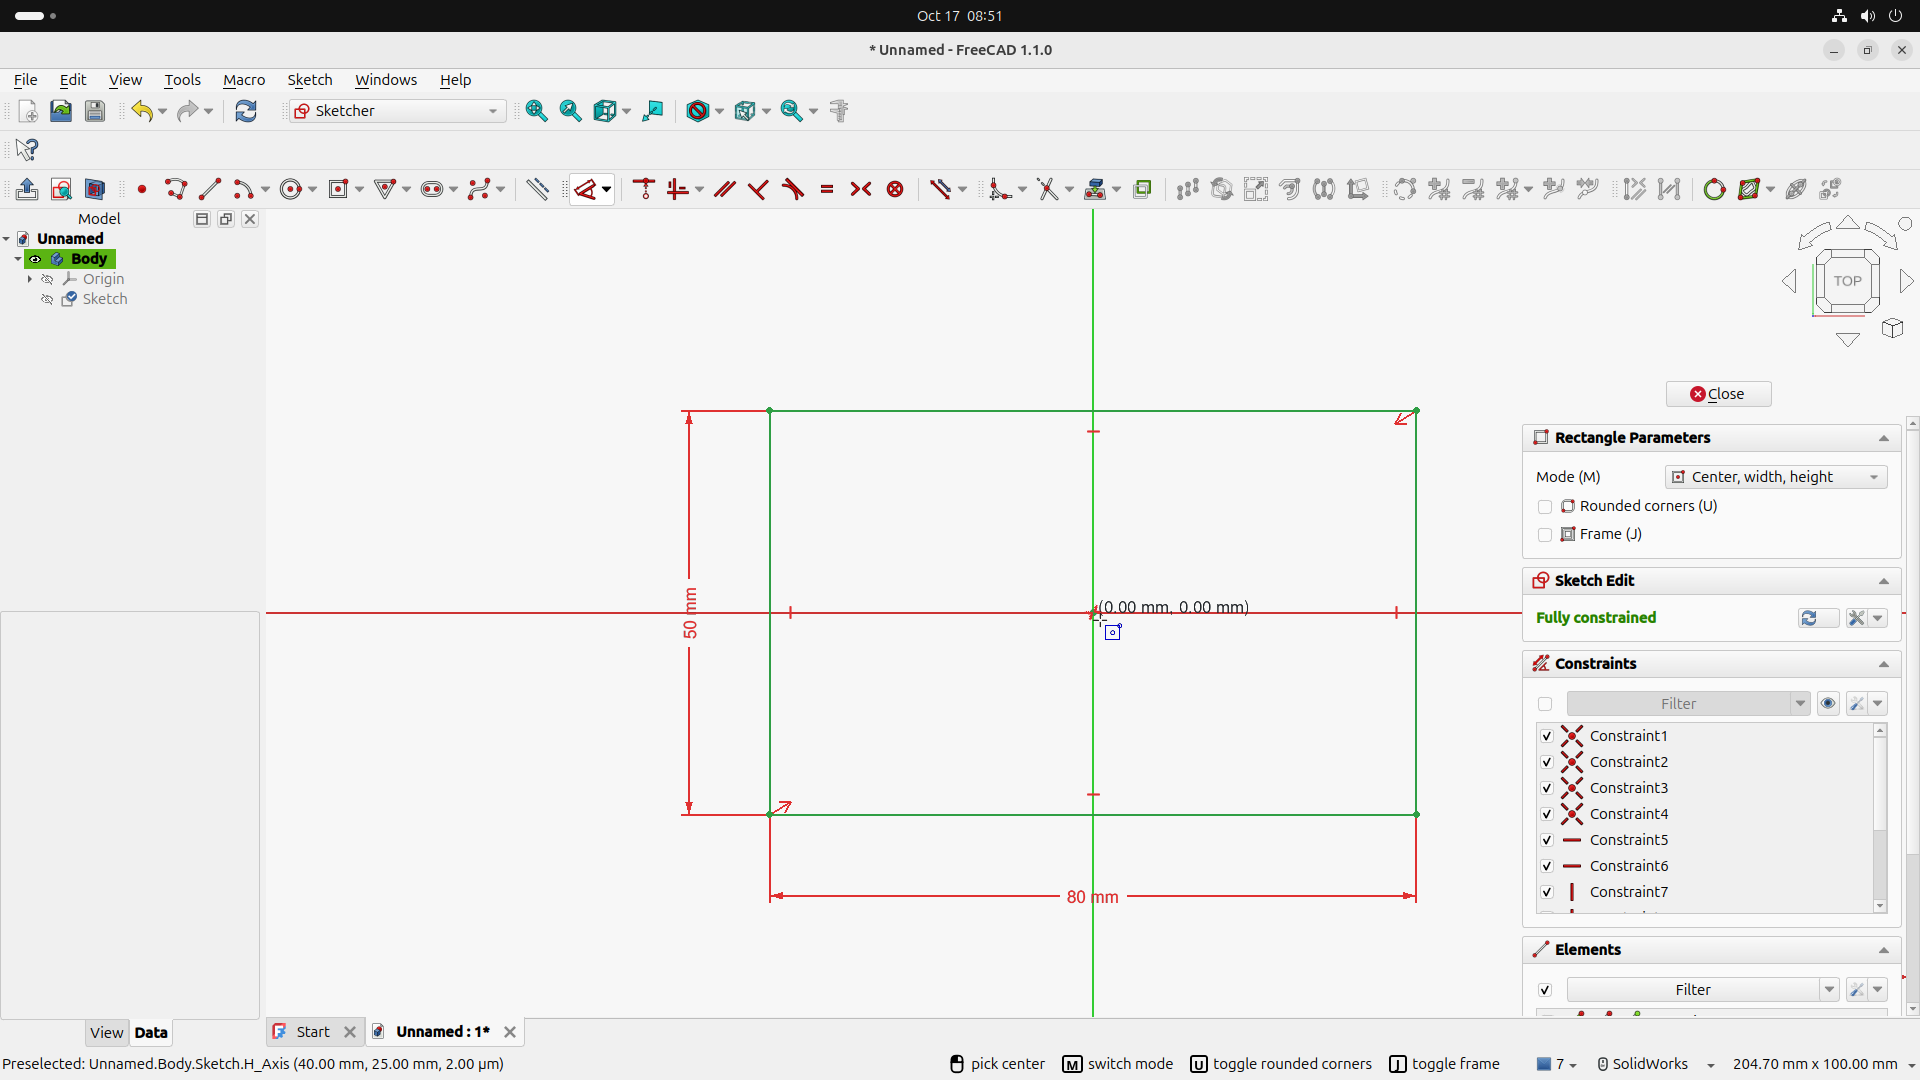 Oct 17 08:51
* Unnamed - FreeCAD 1.1.0
File Edit View Tools Macro Sketch Windows Help
Sketcher
Model
Unnamed
Body
Origin
Sketch
TOP
Close
Rectangle Parameters
Mode (M) Center, width, height
Rounded corners (U)
Frame (J)
Sketch Edit
Fully constrained
Constraints
Filter
Constraint1
Constraint2
Constraint3
Constraint4
Constraint5
Constraint6
Constraint7
Elements
Filter
50 mm
(0.00 mm, 0.00 mm)
80 mm
View Data
Start Unnamed : 1*
Preselected: Unnamed.Body.Sketch.H_Axis (40.00 mm, 25.00 mm, 2.00 µm) pick center M switch mode U toggle rounded corners J toggle frame 7 SolidWorks 204.70 mm x 100.00 mm